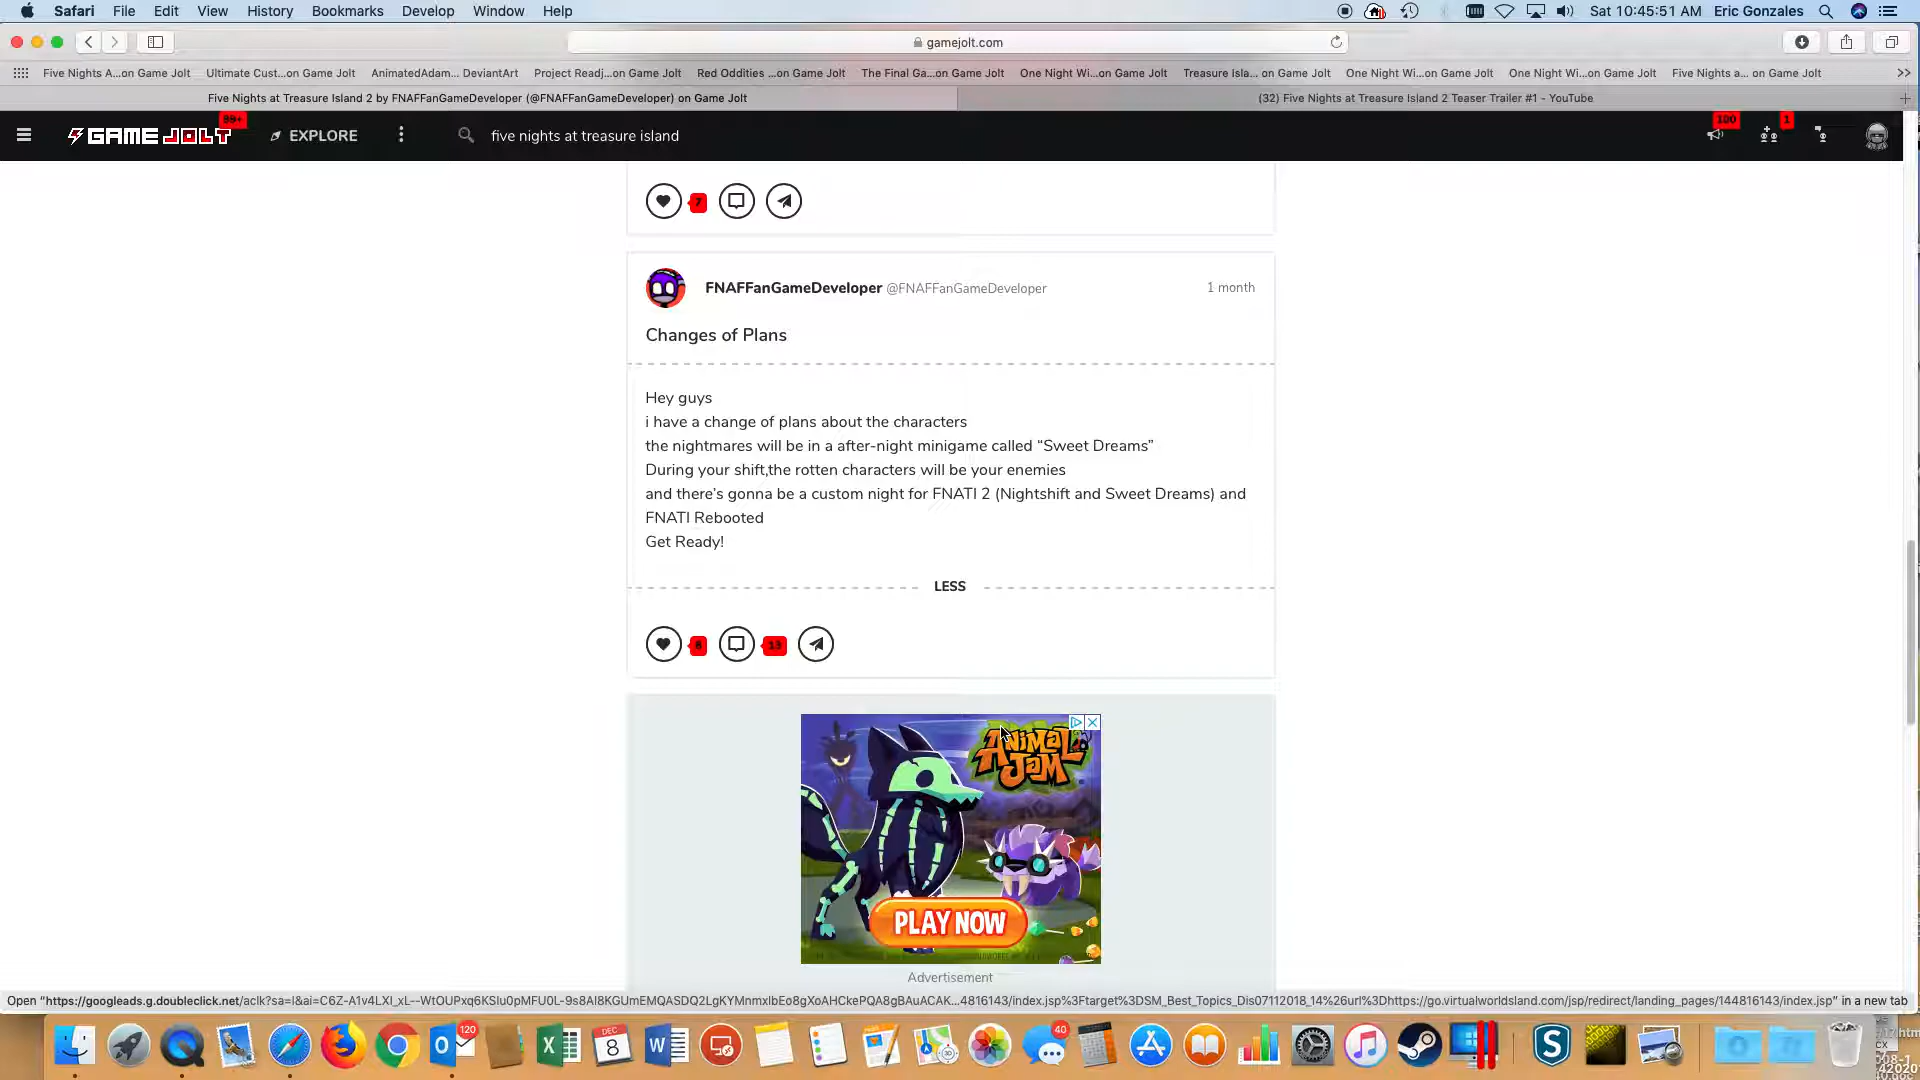 Safari File Edit View History Bookmarks Develop Window Help
Sat 10:45:51 AM Eric Gonzales
gamejolt.com
Five Nights A...on Game Jolt Ultimate Cust...on Game Jolt AnimatedAdam... DeviantArt Project Readj...on Game Jolt Red Oddities ...on Game Jolt The Final Ga...on Game Jolt One Night Wi...on Game Jolt Treasure Isla... on Game Jolt One Night Wi...on Game Jolt One Night Wi...on Game Jolt Five Nights a... on Game Jolt
Five Nights at Treasure Island 2 by FNAFFanGameDeveloper (@FNAFFanGameDeveloper) on Game Jolt
(32) Five Nights at Treasure Island 2 Teaser Trailer #1 - YouTube
GAME JOLT 99+ EXPLORE five nights at treasure island 100 1
7
FNAFFanGameDeveloper @FNAFFanGameDeveloper 1 month
Changes of Plans
Hey guys
i have a change of plans about the characters
the nightmares will be in a after-night minigame called “Sweet Dreams”
During your shift,the rotten characters will be your enemies
and there’s gonna be a custom night for FNATI 2 (Nightshift and Sweet Dreams) and
FNATI Rebooted
Get Ready!
LESS
13
ANIMAL
JAM
PLAY NOW
Advertisement
Open “https://googleads.g.doubleclick.net/aclk?sa=l&ai=C6Z-A1v4LXI_xL--WtOUPxq6KSIu0pMFU0L-9s8AI8KGUmEMQASDQ2LgKYMnmxlbEo8gXoAHCkePQA8gBAuACAK...4816143/index.jsp%3Ftarget%3DSM_Best_Topics_Dis07112018_14%26url%3Dhttps://go.virtualworldsland.com/jsp/redirect/landing_pages/144816143/index.jsp” in a new tab
120
DEC
8
40